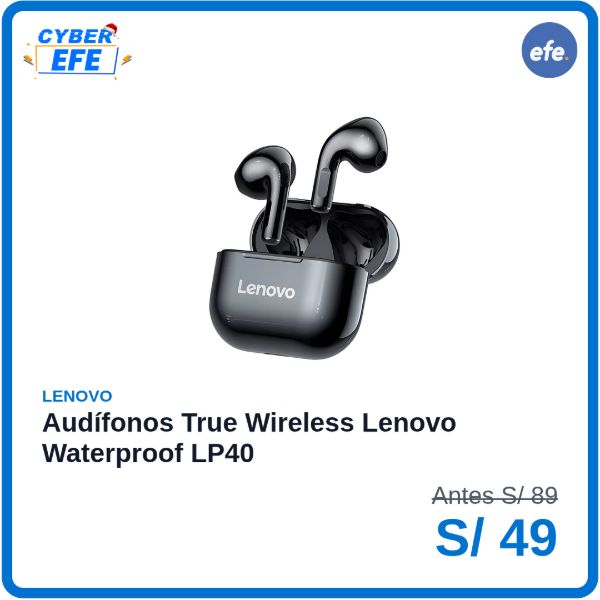 CYBER
EFE
efe.
Lenovo
LENOVO
Audífonos True Wireless Lenovo
Waterproof LP40
Antes S/ 89
S/ 49